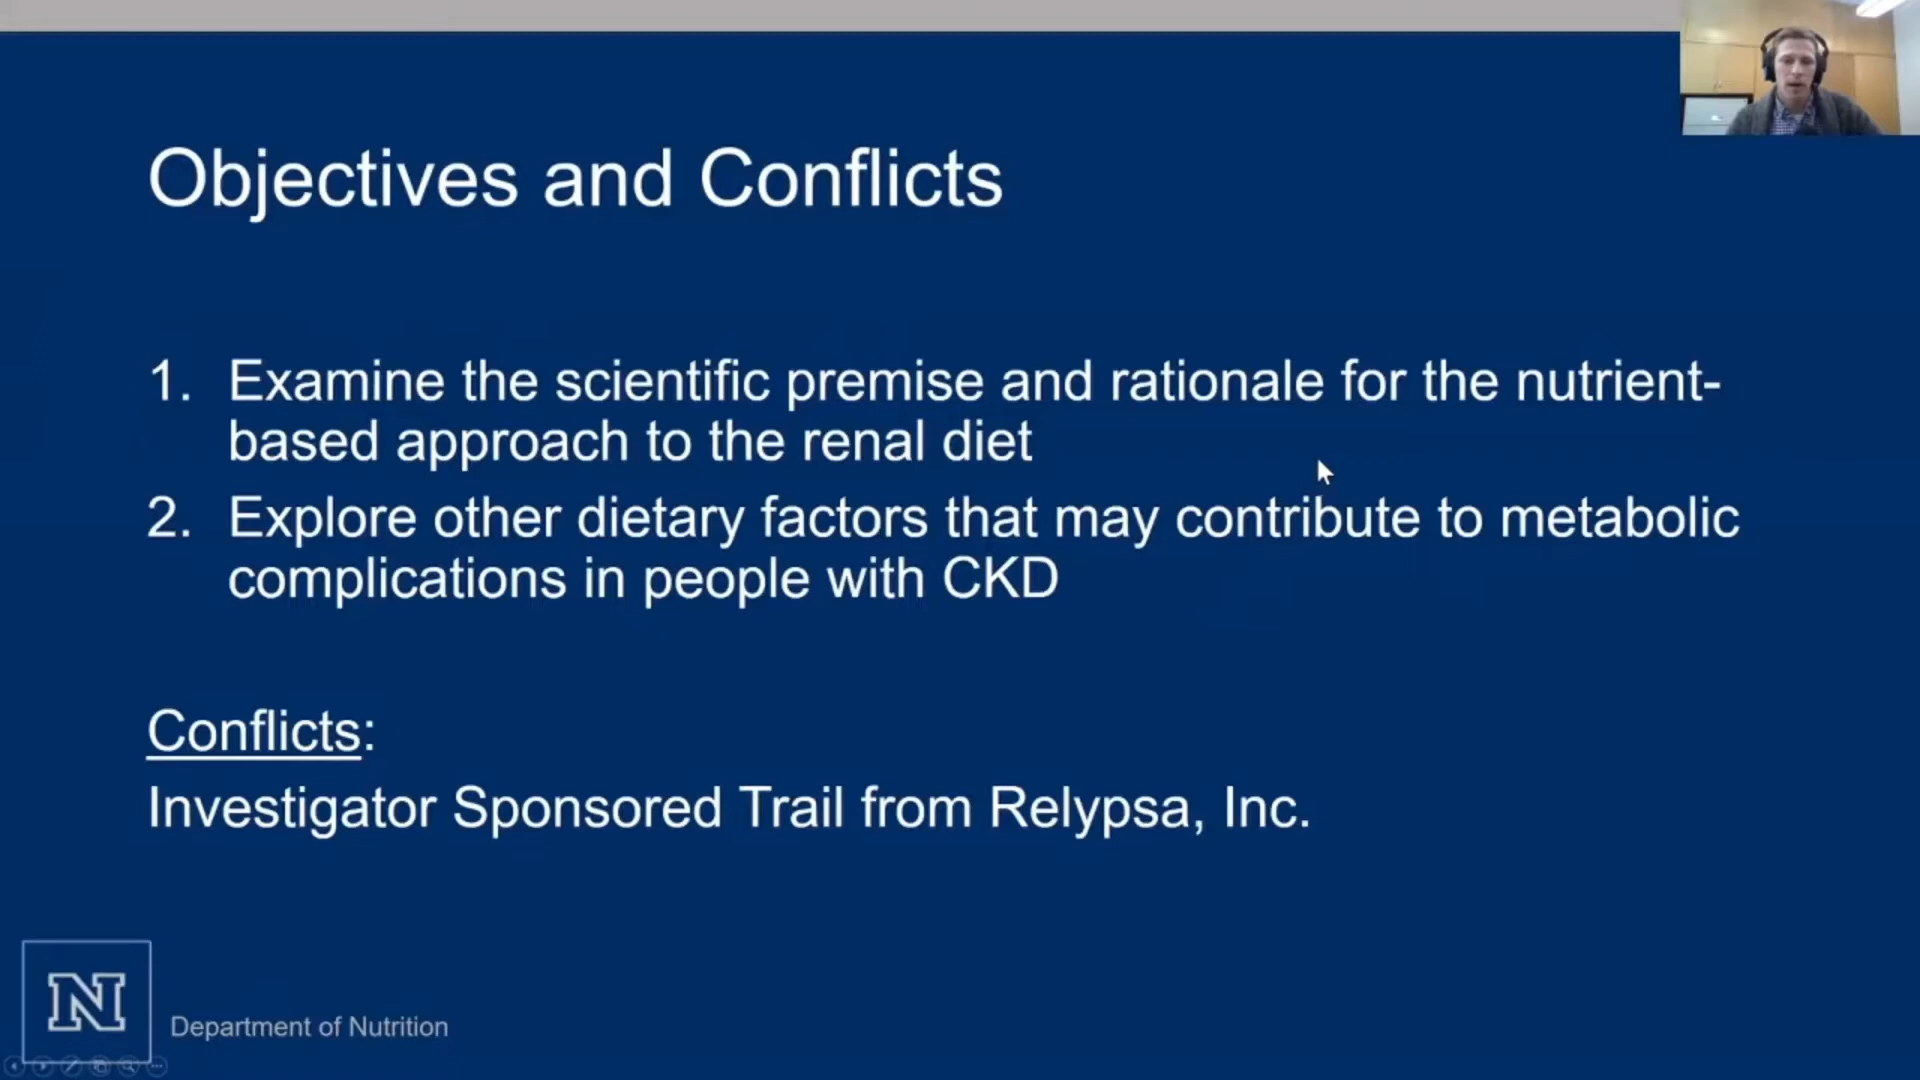 Objectives and Conflicts
1. Examine the scientific premise and rationale for the nutrient-
based approach to the renal diet
2. Explore other dietary factors that may contribute to metabolic
complications in people with CKD
Conflicts:
Investigator Sponsored Trail from Relypsa, Inc.
N
Department of Nutrition